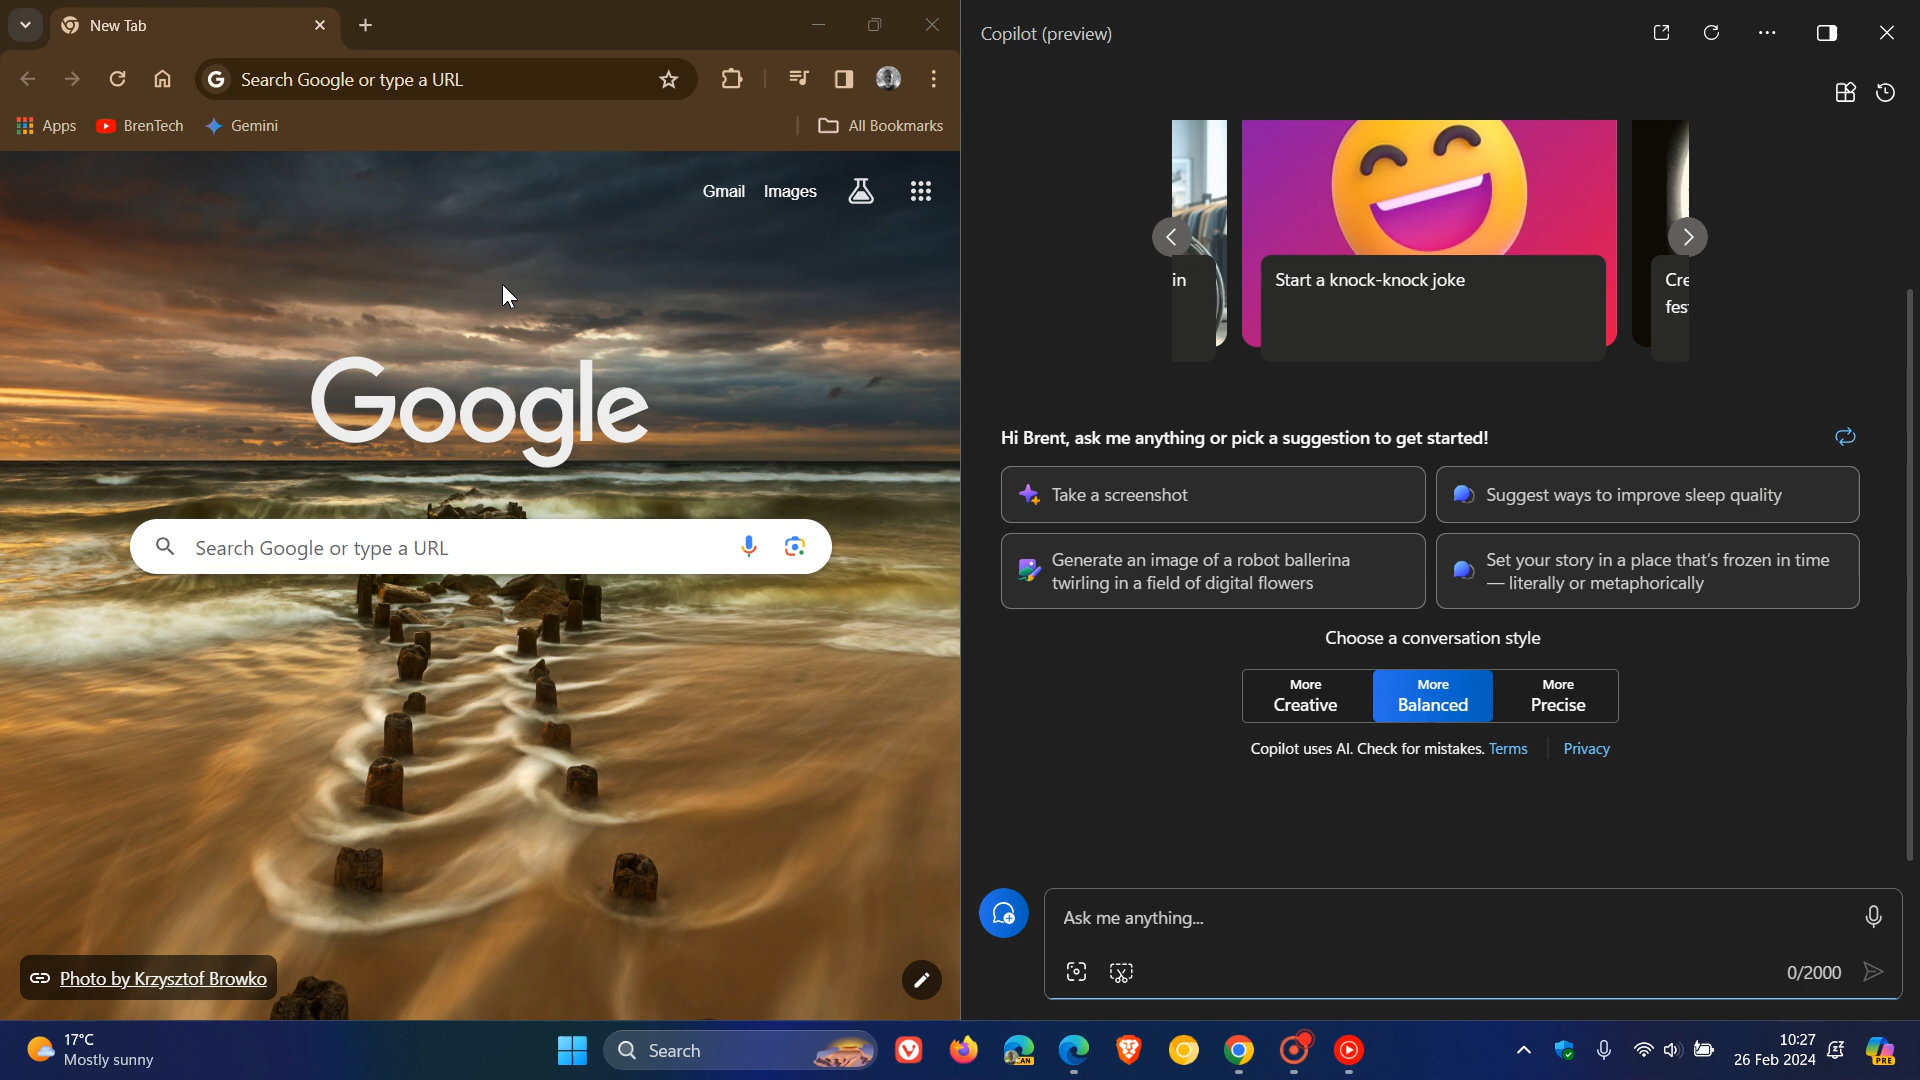 New Tab
Search Google or type a URL
Apps
BrenTech
Gemini
All Bookmarks
Gmail
Images
Google
Search Google or type a URL
Photo by Krzysztof Browko
Copilot (preview)
in
Start a knock-knock joke
Cre
fes
Hi Brent, ask me anything or pick a suggestion to get started!
Take a screenshot
Suggest ways to improve sleep quality
Generate an image of a robot ballerina
twirling in a field of digital flowers
Set your story in a place that's frozen in time
— literally or metaphorically
Choose a conversation style
More
Creative
More
Balanced
More
Precise
Copilot uses AI. Check for mistakes. Terms
Privacy
Ask me anything...
0/2000
17°C
Mostly sunny
Search
CAN
10:27
26 Feb 2024
PRE